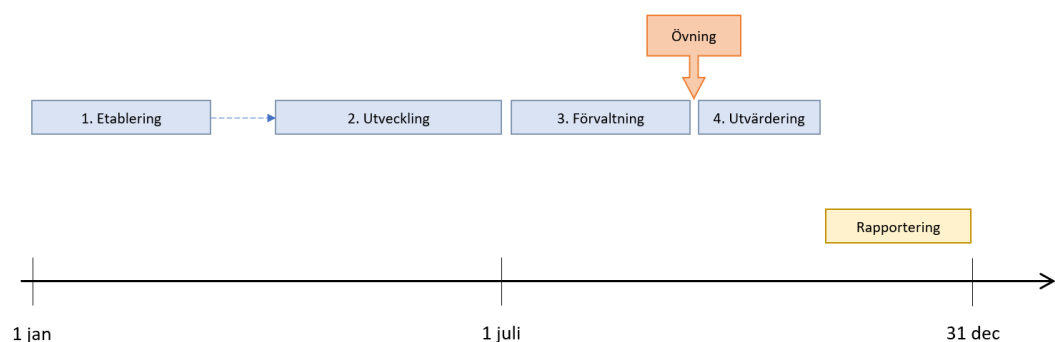 Övning
1. Etablering
2. Utveckling
3. Förvaltning
4. Utvärdering
Rapportering
1 jan
1 juli
31 dec